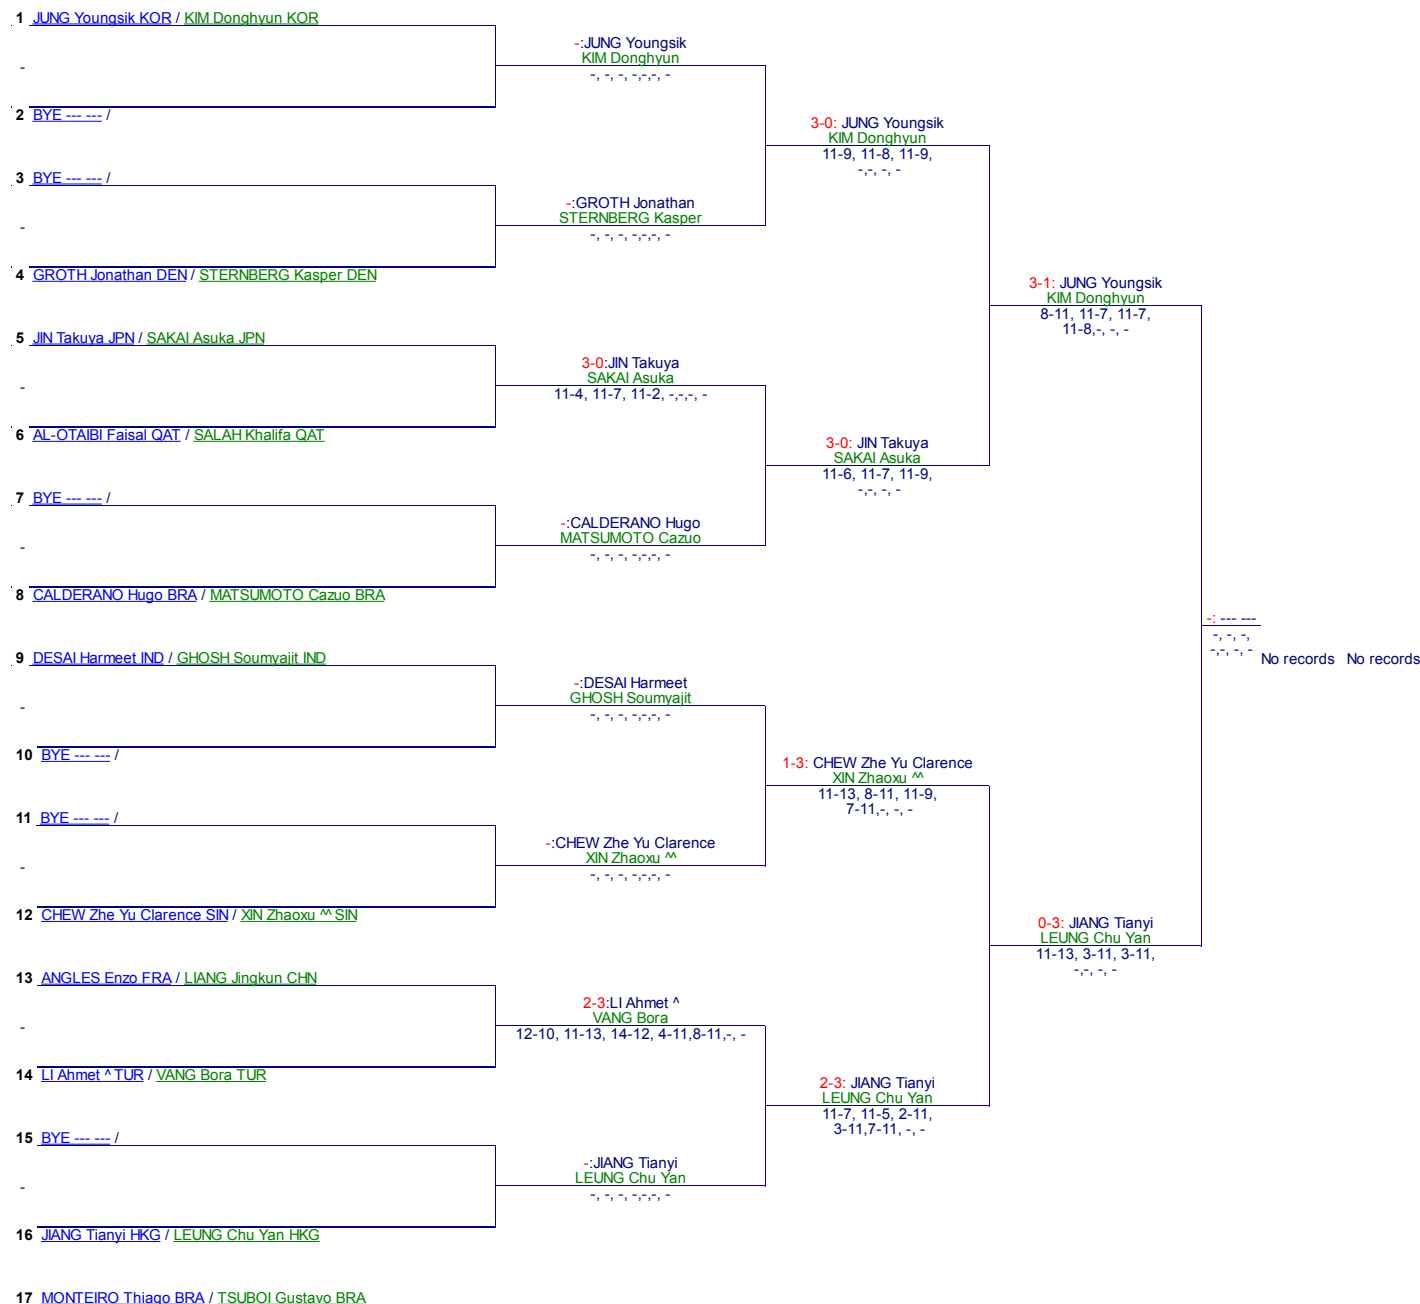 1 JUNG Youngsik KOR / KIM Donghyun KOR
-:JUNG Youngsik
KIM Donghyun
-
-, -, -, -,-,-, -
2 BYE --- --- /
3-0: JUNG Youngsik
KIM Donghyun
11-9, 11-8, 11-9,
-,-, -, -
3 BYE --- --- /
-:GROTH Jonathan
STERNBERG Kasper
-
-, -, -, -,-,-, -
4 GROTH Jonathan DEN / STERNBERG Kasper DEN
3-1: JUNG Youngsik
KIM Donghyun
8-11, 11-7, 11-7,
11-8,-, -, -
5 JIN Takuya JPN / SAKAI Asuka JPN
3-0:JIN Takuya
SAKAI Asuka
-
11-4, 11-7, 11-2, -,-,-, -
6 AL-OTAIBI Faisal QAT / SALAH Khalifa QAT
3-0: JIN Takuya
SAKAI Asuka
11-6, 11-7, 11-9,
-,-, -, -
7 BYE --- --- /
-:CALDERANO Hugo
MATSUMOTO Cazuo
-
-, -, -, -,-,-, -
8 CALDERANO Hugo BRA / MATSUMOTO Cazuo BRA
-: --- ---
-, -, -,
-,-, -, -
No records No records
9 DESAI Harmeet IND / GHOSH Soumyajit IND
-:DESAI Harmeet
GHOSH Soumyajit
-
-, -, -, -,-,-, -
10 BYE --- --- /
1-3: CHEW Zhe Yu Clarence
XIN Zhaoxu ^^
11-13, 8-11, 11-9,
7-11,-, -, -
11 BYE --- --- /
-:CHEW Zhe Yu Clarence
XIN Zhaoxu ^^
-
-, -, -, -,-,-, -
12 CHEW Zhe Yu Clarence SIN / XIN Zhaoxu ^^ SIN
0-3: JIANG Tianyi
LEUNG Chu Yan
11-13, 3-11, 3-11,
-,-, -, -
13 ANGLES Enzo FRA / LIANG Jingkun CHN
2-3:LI Ahmet ^
VANG Bora
-
12-10, 11-13, 14-12, 4-11,8-11,-, -
14 LI Ahmet ^ TUR / VANG Bora TUR
2-3: JIANG Tianyi
LEUNG Chu Yan
11-7, 11-5, 2-11,
3-11,7-11, -, -
15 BYE --- --- /
-:JIANG Tianyi
LEUNG Chu Yan
-
-, -, -, -,-,-, -
16 JIANG Tianyi HKG / LEUNG Chu Yan HKG
17 MONTEIRO Thiago BRA / TSUBOI Gustavo BRA